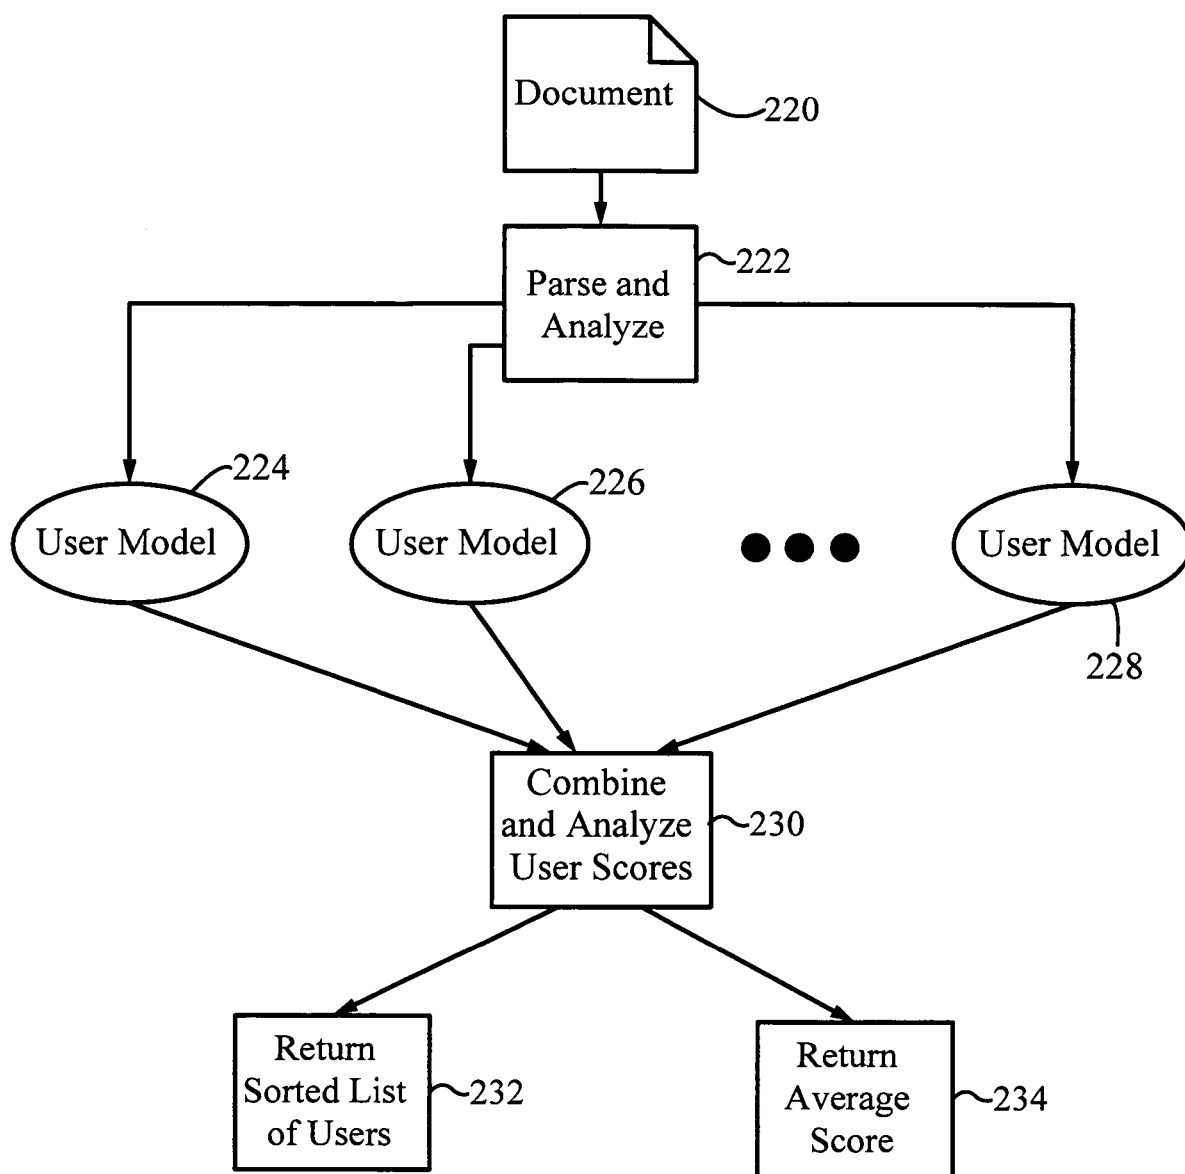 Document
220
Parse and
Analyze
222
User Model
224
User Model
226
User Model
228
Combine
and Analyze
User Scores
230
Return
Sorted List
of Users
232
Return
Average
Score
234